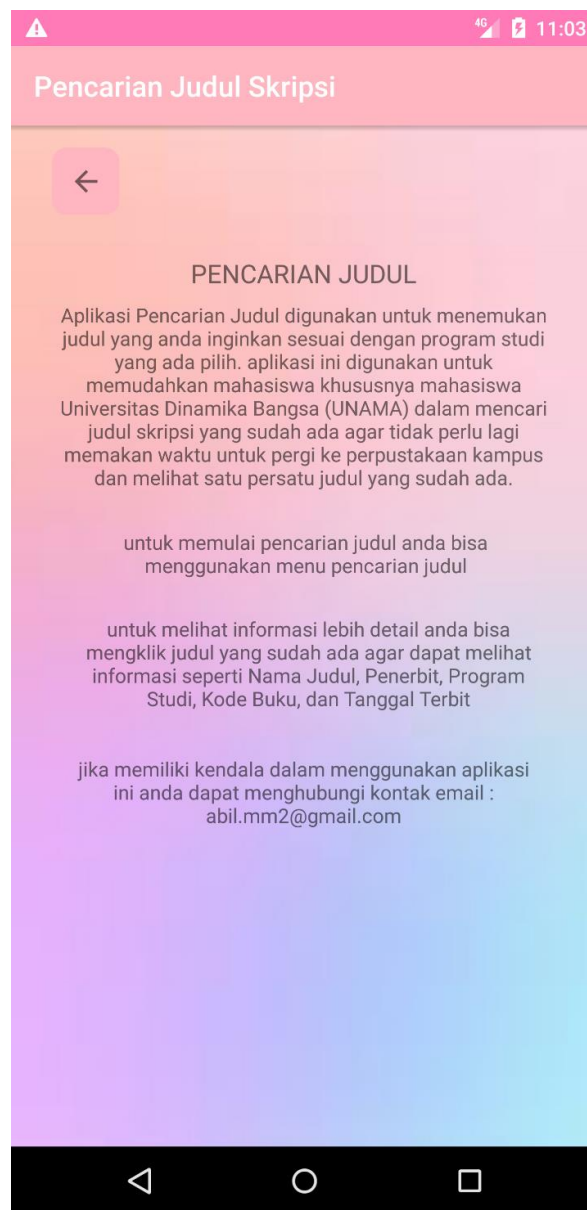 4G 11:03
Pencarian Judul Skripsi
PENCARIAN JUDUL
Aplikasi Pencarian Judul digunakan untuk menemukan
judul yang anda inginkan sesuai dengan program studi
yang ada pilih. aplikasi ini digunakan untuk
memudahkan mahasiswa khususnya mahasiswa
Universitas Dinamika Bangsa (UNAMA) dalam mencari
judul skripsi yang sudah ada agar tidak perlu lagi
memakan waktu untuk pergi ke perpustakaan kampus
dan melihat satu persatu judul yang sudah ada.
untuk memulai pencarian judul anda bisa
menggunakan menu pencarian judul
untuk melihat informasi lebih detail anda bisa
mengklik judul yang sudah ada agar dapat melihat
informasi seperti Nama Judul, Penerbit, Program
Studi, Kode Buku, dan Tanggal Terbit
jika memiliki kendala dalam menggunakan aplikasi
ini anda dapat menghubungi kontak email :
abil.mm2@gmail.com